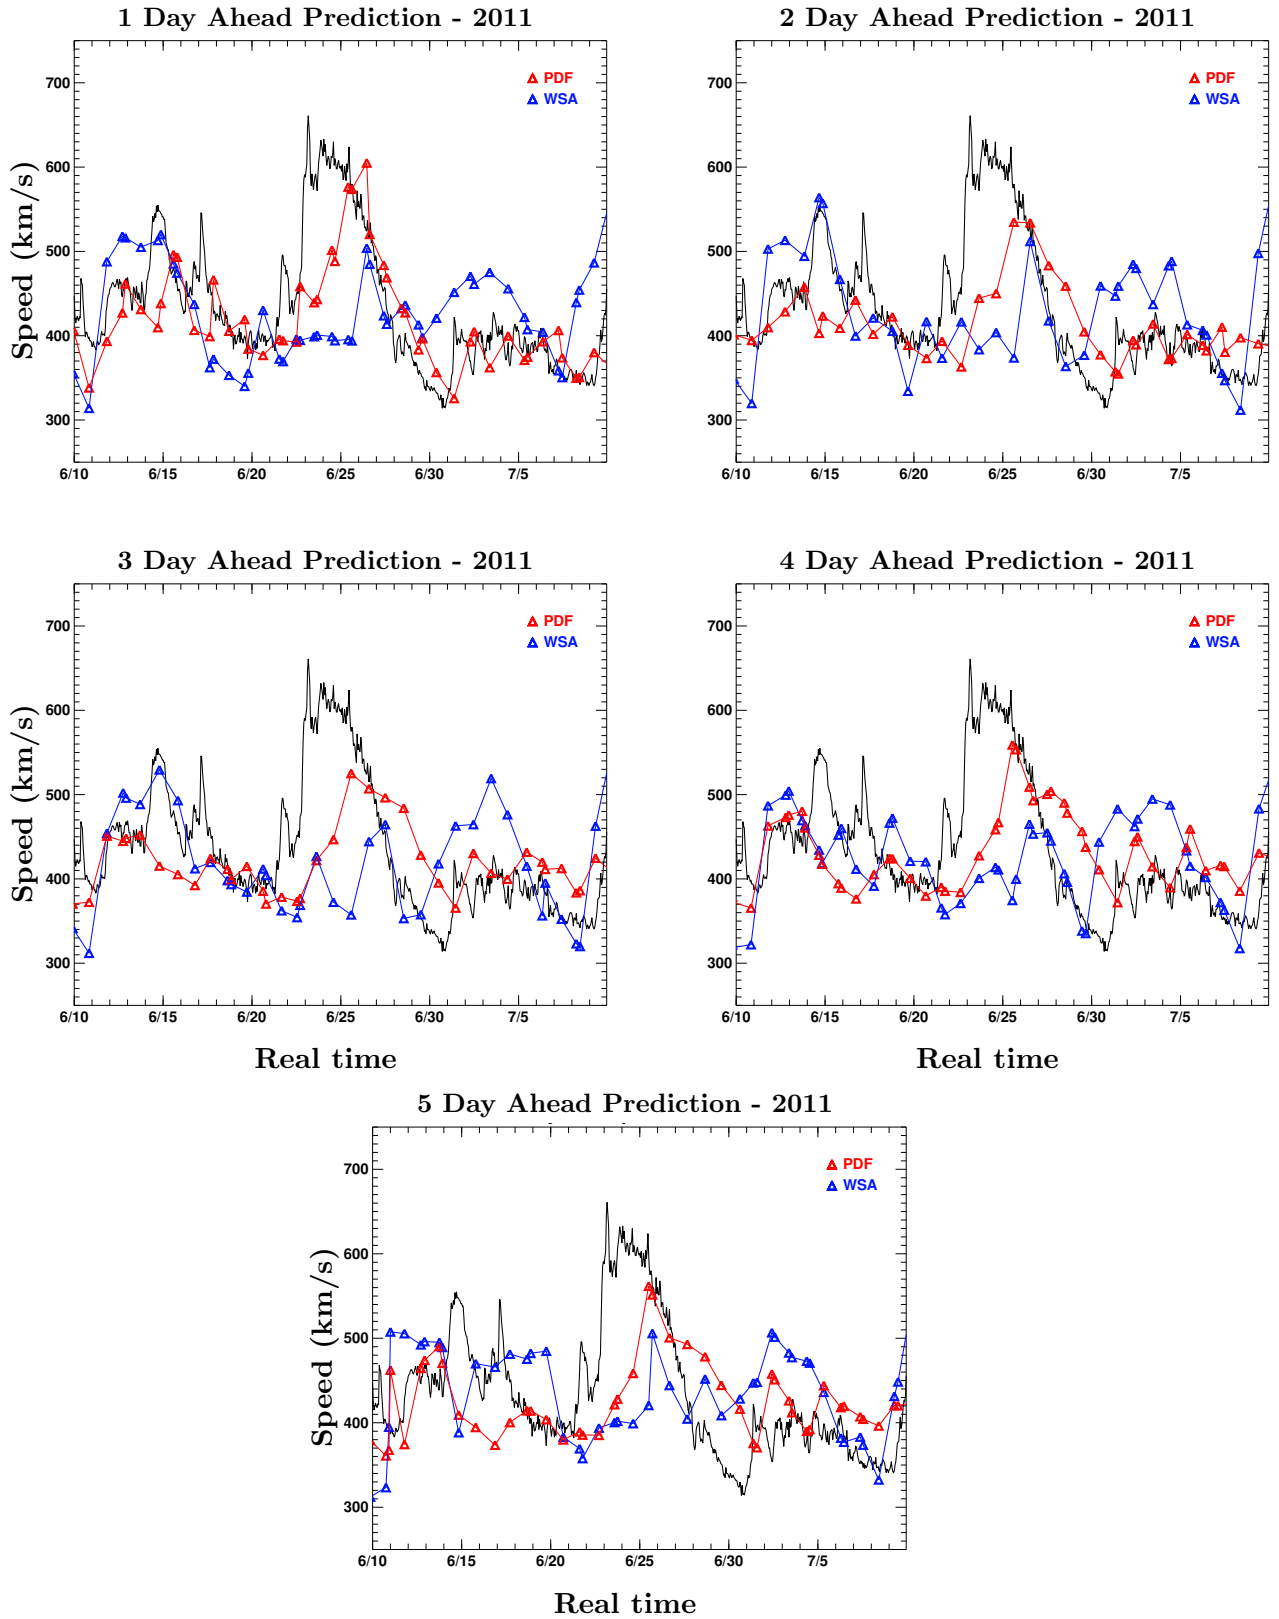 1 Day Ahead Prediction - 2011
2 Day Ahead Prediction - 2011
Speed (km/s)
700
600
500
400
300
PDF
WSA
6/10 6/15 6/20 6/25 6/30 7/5
700
600
500
400
300
PDF
WSA
6/10 6/15 6/20 6/25 6/30 7/5
3 Day Ahead Prediction - 2011
4 Day Ahead Prediction - 2011
Speed (km/s)
700
600
500
400
300
PDF
WSA
6/10 6/15 6/20 6/25 6/30 7/5
Real time
700
600
500
400
300
PDF
WSA
6/10 6/15 6/20 6/25 6/30 7/5
Real time
5 Day Ahead Prediction - 2011
Speed (km/s)
700
600
500
400
300
PDF
WSA
6/10 6/15 6/20 6/25 6/30 7/5
Real time